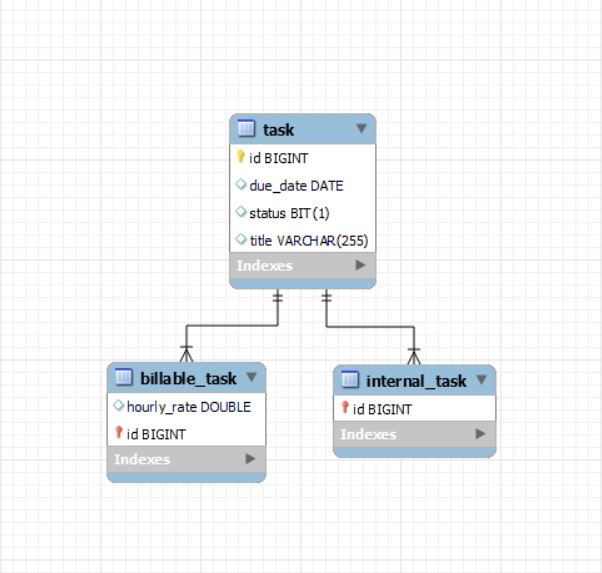 task
id BIGINT
due_date DATE
status BIT(1)
title VARCHAR(255)
Indexes
billable_task
hourly_rate DOUBLE
id BIGINT
Indexes
internal_task
id BIGINT
Indexes